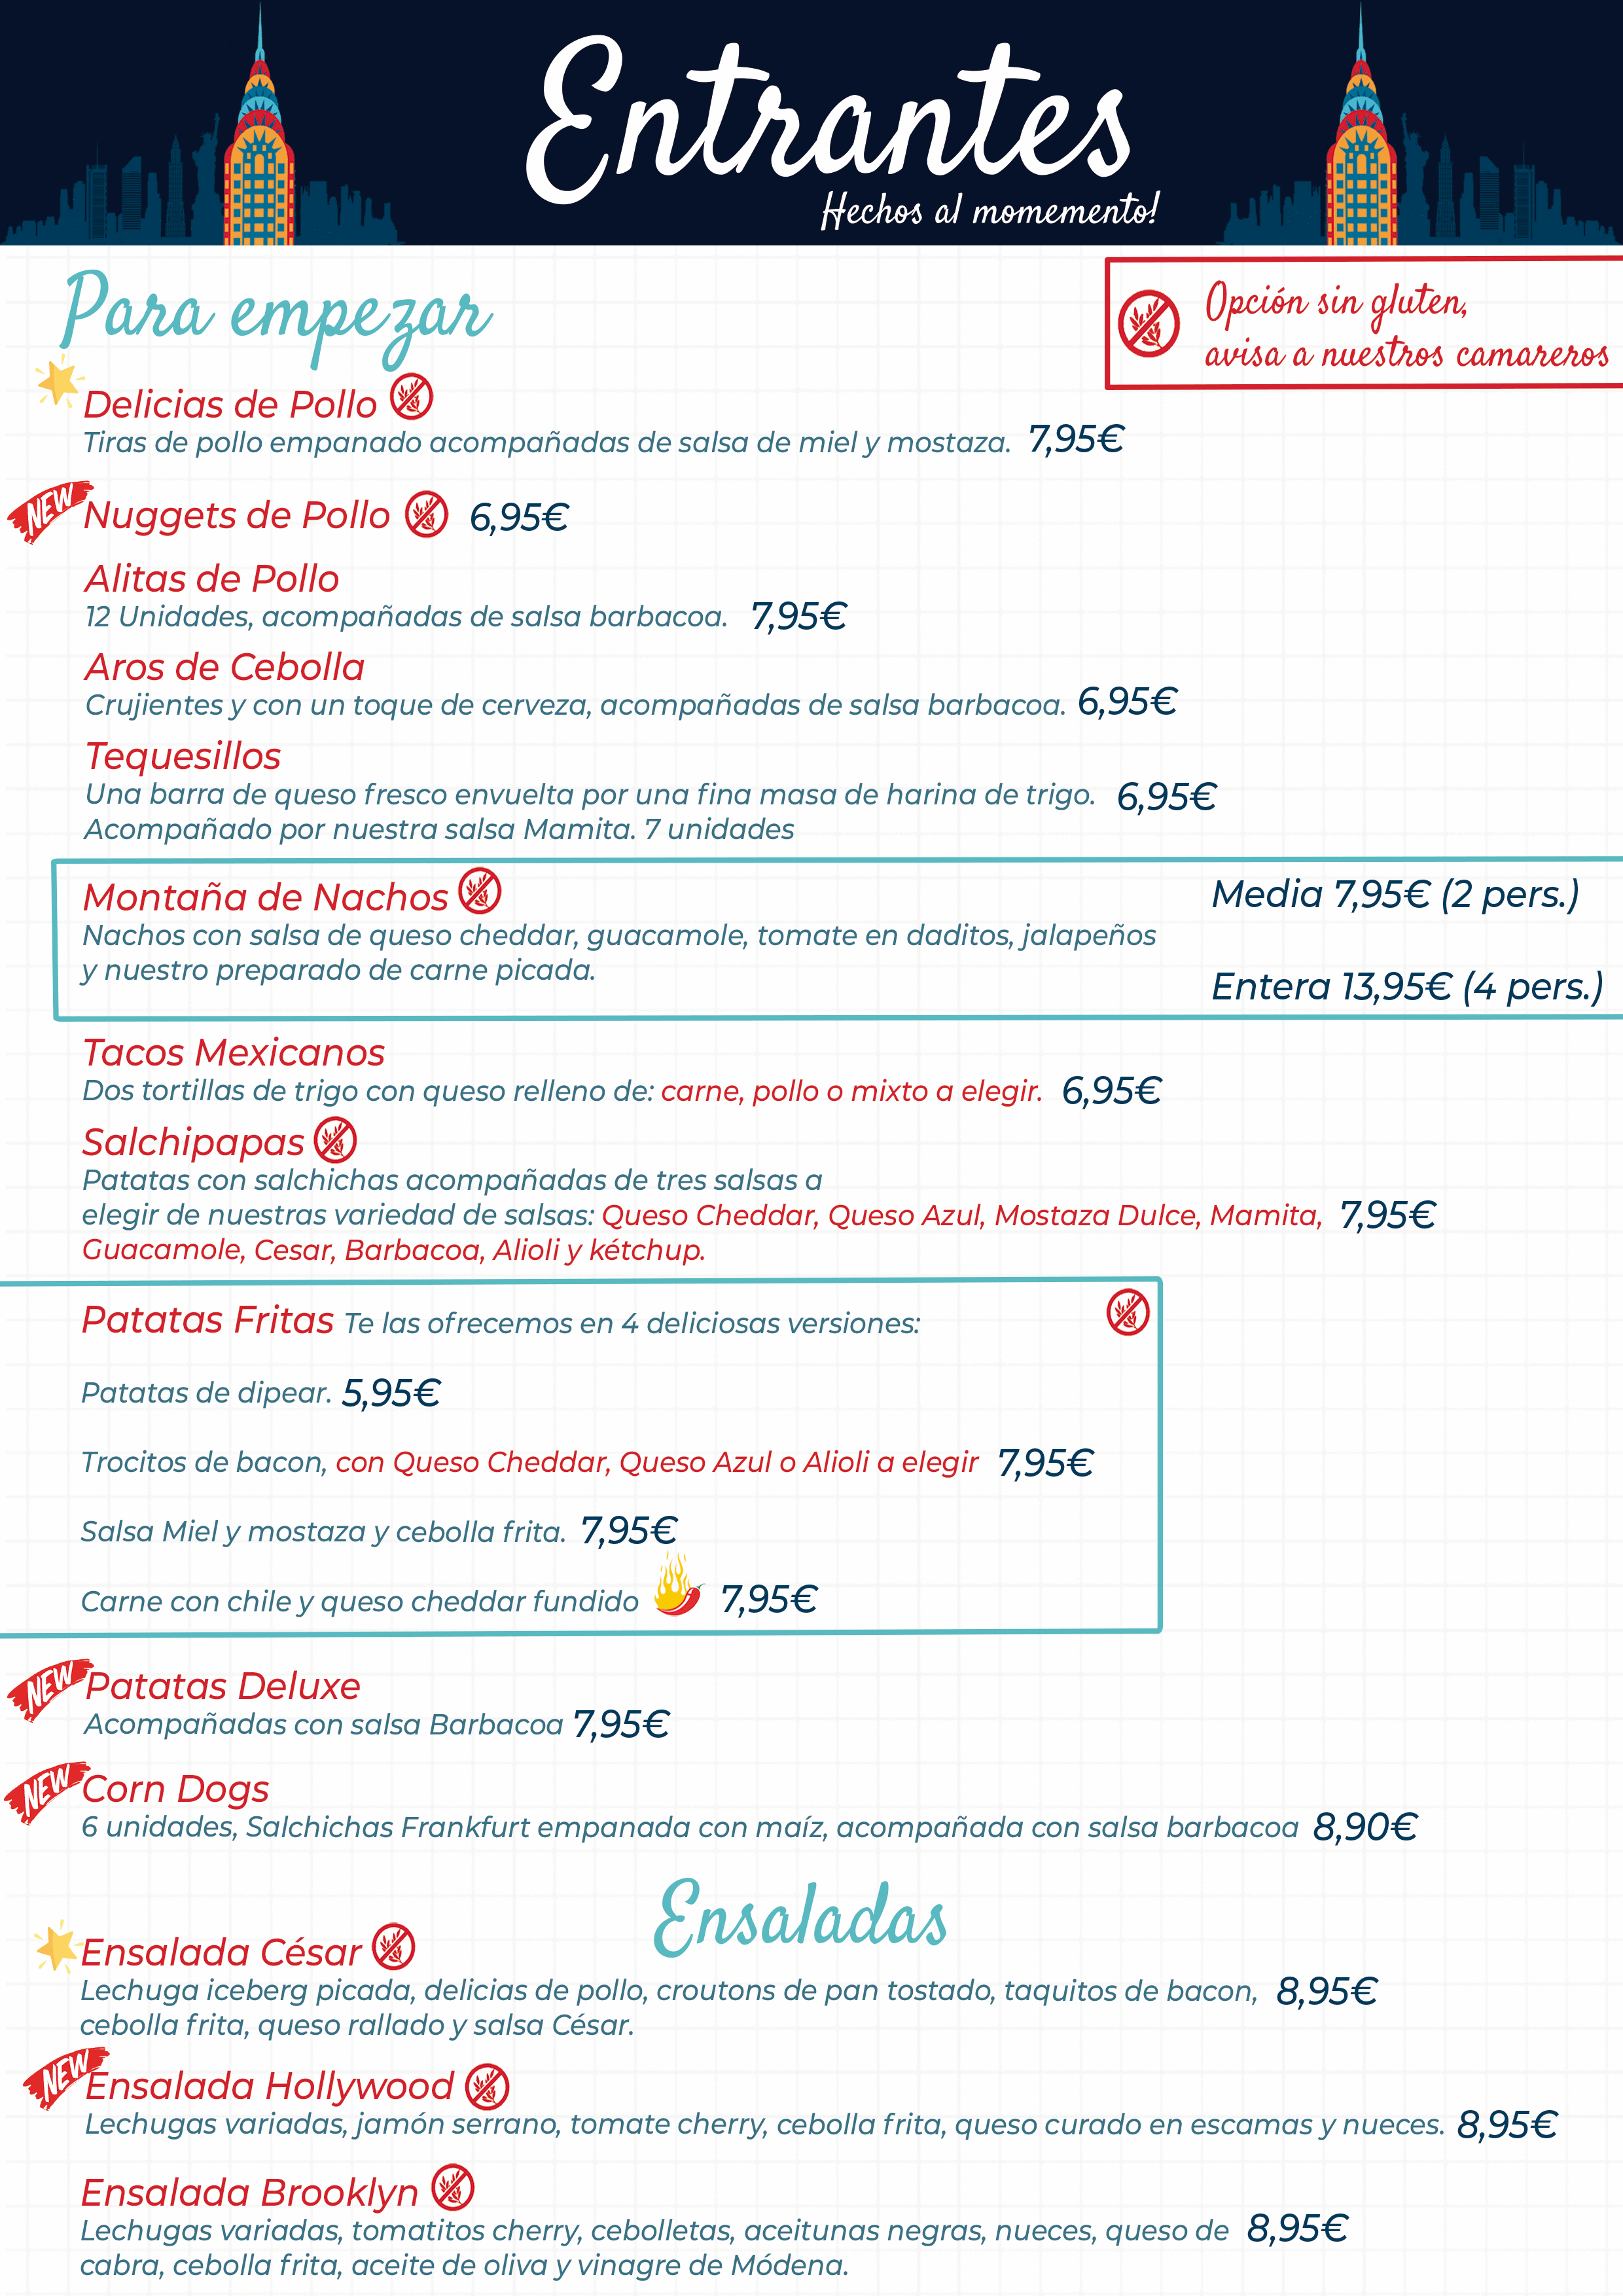 Entrantes
Hechos al momemento!
Para empezar
Opción sin gluten,
avisa a nuestros camareros
Delicias de Pollo
Tiras de pollo empanado acompañadas de salsa de miel y mostaza. 7,95€
NEW Nuggets de Pollo 6,95€
Alitas de Pollo
12 Unidades, acompañadas de salsa barbacoa. 7,95€
Aros de Cebolla
Crujientes y con un toque de cerveza, acompañadas de salsa barbacoa. 6,95€
Tequesillos
Una barra de queso fresco envuelta por una fina masa de harina de trigo. 6,95€
Acompañado por nuestra salsa Mamita. 7 unidades
Montaña de Nachos
Media 7,95€ (2 pers.)
Nachos con salsa de queso cheddar, guacamole, tomate en daditos, jalapeños
y nuestro preparado de carne picada.
Entera 13,95€ (4 pers.)
Tacos Mexicanos
Dos tortillas de trigo con queso relleno de: carne, pollo o mixto a elegir. 6,95€
Salchipapas
Patatas con salchichas acompañadas de tres salsas a
elegir de nuestras variedad de salsas: Queso Cheddar, Queso Azul, Mostaza Dulce, Mamita, 7,95€
Guacamole, Cesar, Barbacoa, Alioli y kétchup.
Patatas Fritas Te las ofrecemos en 4 deliciosas versiones:
Patatas de dipear. 5,95€
Trocitos de bacon, con Queso Cheddar, Queso Azul o Alioli a elegir 7,95€
Salsa Miel y mostaza y cebolla frita. 7,95€
Carne con chile y queso cheddar fundido 7,95€
NEW Patatas Deluxe
Acompañadas con salsa Barbacoa 7,95€
NEW Corn Dogs
6 unidades, Salchichas Frankfurt empanada con maíz, acompañada con salsa barbacoa 8,90€
Ensaladas
Ensalada César
Lechuga iceberg picada, delicias de pollo, croutons de pan tostado, taquitos de bacon, 8,95€
cebolla frita, queso rallado y salsa César.
NEW Ensalada Hollywood
Lechugas variadas, jamón serrano, tomate cherry, cebolla frita, queso curado en escamas y nueces. 8,95€
Ensalada Brooklyn
Lechugas variadas, tomatitos cherry, cebolletas, aceitunas negras, nueces, queso de 8,95€
cabra, cebolla frita, aceite de oliva y vinagre de Módena.